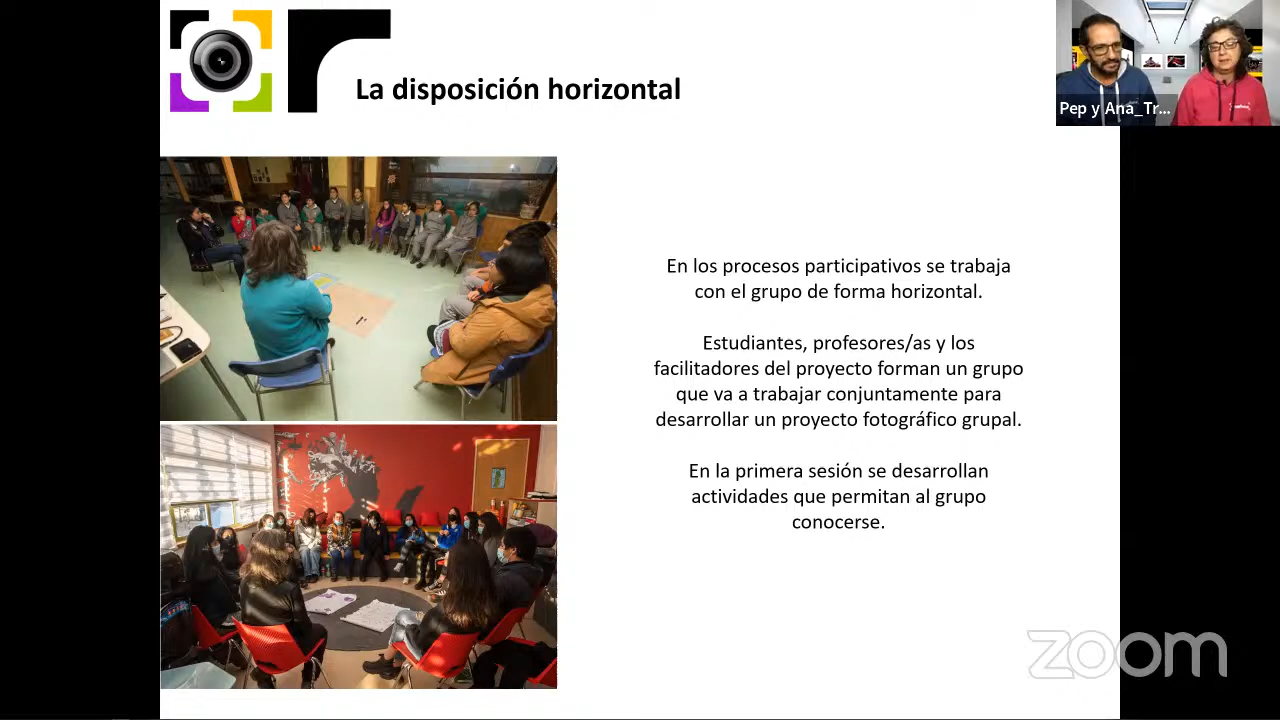 La disposición horizontal
Pep y Ana_Tr...
En los procesos participativos se trabaja
con el grupo de forma horizontal.
Estudiantes, profesores/as y los
facilitadores del proyecto forman un grupo
que va a trabajar conjuntamente para
desarrollar un proyecto fotográfico grupal.
En la primera sesión se desarrollan
actividades que permitan al grupo
conocerse.
zoom